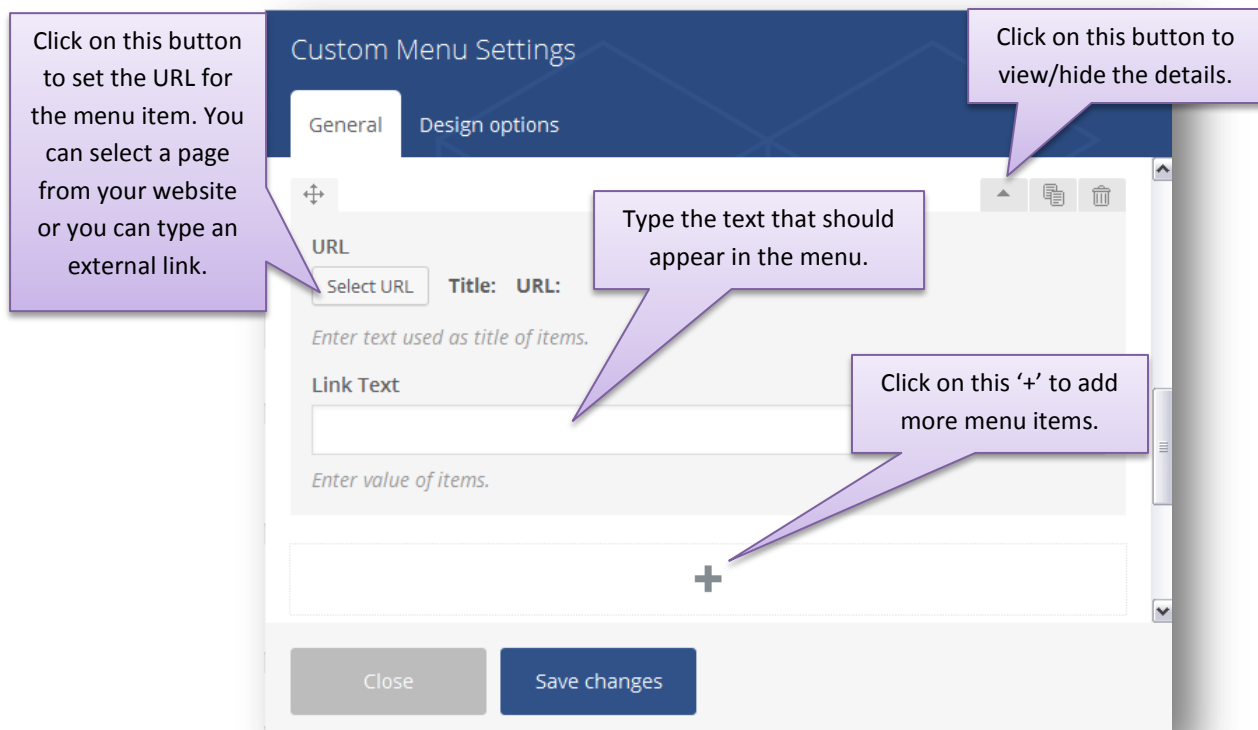 Click on this button
to set the URL for
the menu item. You
can select a page
from your website
or you can type an
external link.
Custom Menu Settings
Click on this button to
view/hide the details.
General
Design options
Type the text that should
appear in the menu.
URL
Select URL
Title:
URL:
Enter text used as title of items.
Link Text
Click on this ‘+’ to add
more menu items.
Enter value of items.
Close
Save changes